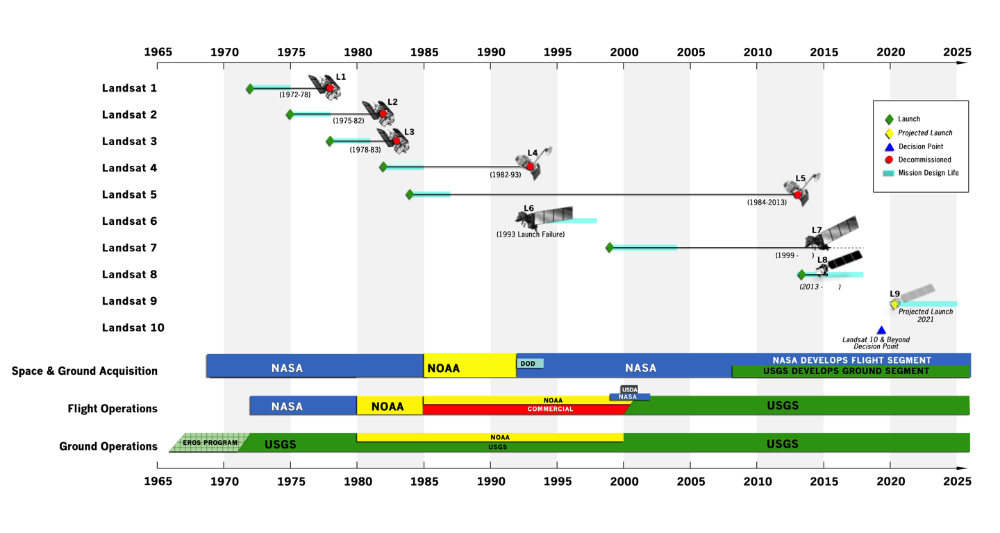 1965 1970 1975 1980 1985 1990 1995 2000 2005 2010 2015 2020 2025
Landsat 1
L1
(1972-78)
Landsat 2
L2
(1975-82)
Landsat 3
L3
(1978-83)
Landsat 4
L4
(1982-93)
Landsat 5
L5
(1984-2013)
Landsat 6
L6
(1993 Launch Failure)
Landsat 7
L7
(1999 - )
Landsat 8
L8
(2013 - )
Landsat 9
L9
Projected Launch
2021
Landsat 10
Landsat 10 & Beyond
Decision Point
Launch
Projected Launch
Decision Point
Decommissioned
Mission Design Life
Space & Ground Acquisition
NASA
NOAA
DOD
NASA
NASA DEVELOPS FLIGHT SEGMENT
USGS DEVELOPS GROUND SEGMENT
Flight Operations
NASA
NOAA
NOAA
COMMERCIAL
USDA
NASA
USGS
Ground Operations
EROS PROGRAM
USGS
NOAA
USGS
USGS
1965 1970 1975 1980 1985 1990 1995 2000 2005 2010 2015 2020 2025